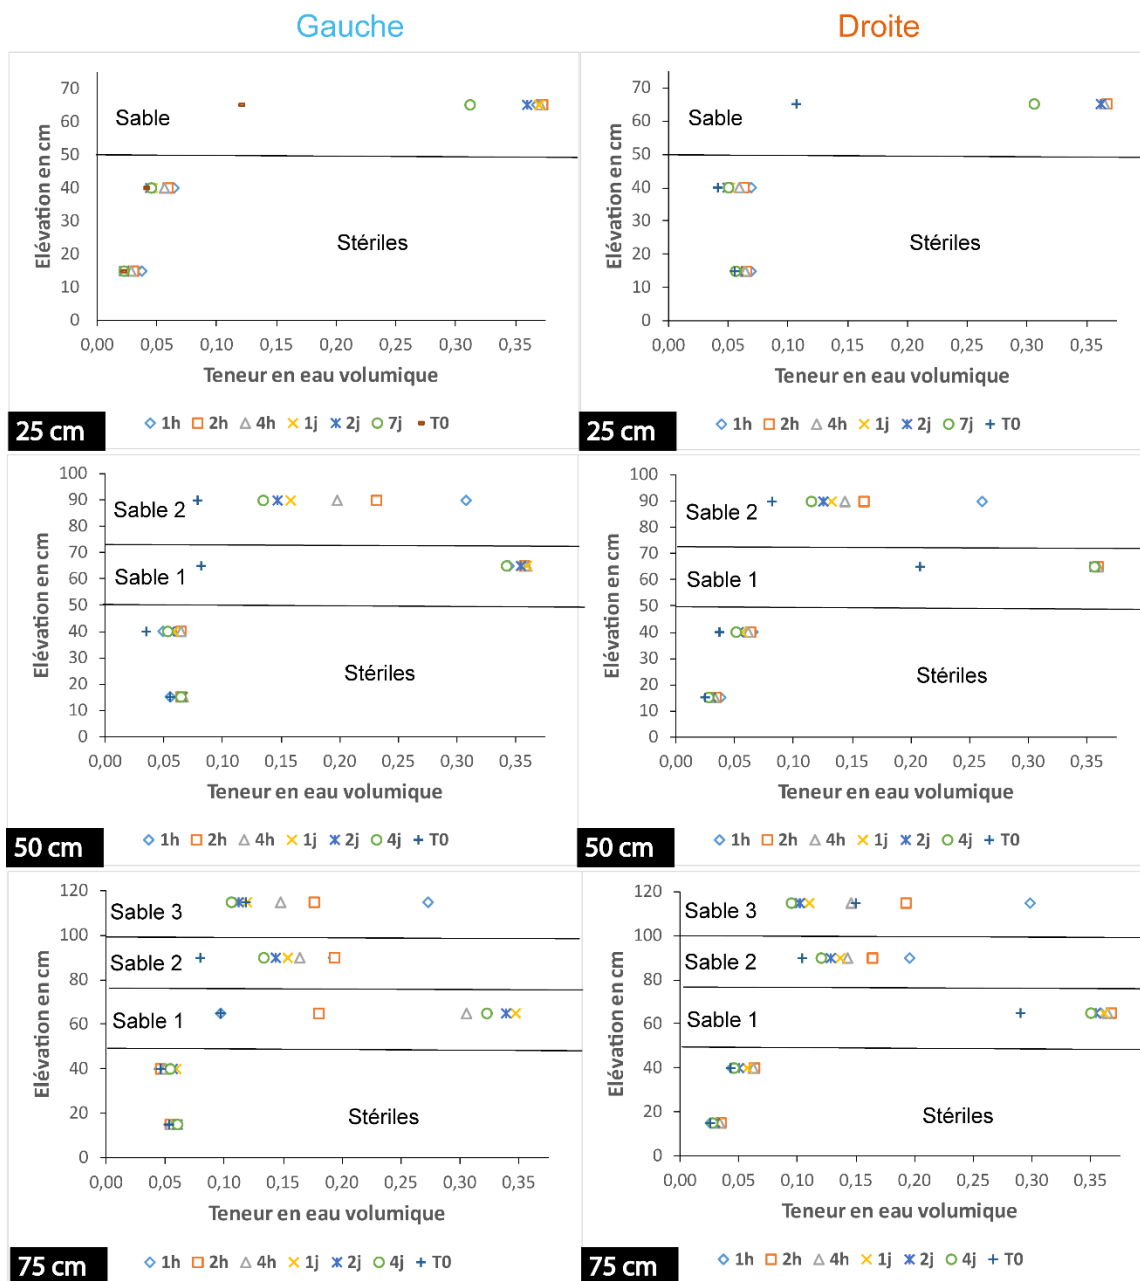 Gauche
Droite
Elévation en cm
70
60
50
40
30
20
10
0
Sable
Stériles
0,00 0,05 0,10 0,15 0,20 0,25 0,30 0,35
Teneur en eau volumique
25 cm
1h 2h 4h 1j 2j 7j T0
Elévation en cm
70
60
50
40
30
20
10
0
Sable
Stériles
0,00 0,05 0,10 0,15 0,20 0,25 0,30 0,35
Teneur en eau volumique
25 cm
1h 2h 4h 1j 2j 7j T0
Elévation en cm
100
90
80
70
60
50
40
30
20
10
0
Sable 2
Sable 1
Stériles
0,00 0,05 0,10 0,15 0,20 0,25 0,30 0,35
Teneur en eau volumique
50 cm
1h 2h 4h 1j 2j 4j T0
Elévation en cm
100
90
80
70
60
50
40
30
20
10
0
Sable 2
Sable 1
Stériles
0,00 0,05 0,10 0,15 0,20 0,25 0,30 0,35
Teneur en eau volumique
50 cm
1h 2h 4h 1j 2j 4j T0
Elévation en cm
120
100
80
60
40
20
0
Sable 3
Sable 2
Sable 1
Stériles
0,00 0,05 0,10 0,15 0,20 0,25 0,30 0,35
Teneur en eau volumique
75 cm
1h 2h 4h 1j 2j 4j T0
Elévation en cm
120
100
80
60
40
20
0
Sable 3
Sable 2
Sable 1
Stériles
0,00 0,05 0,10 0,15 0,20 0,25 0,30 0,35
Teneur en eau volumique
75 cm
1h 2h 4h 1j 2j 4j T0